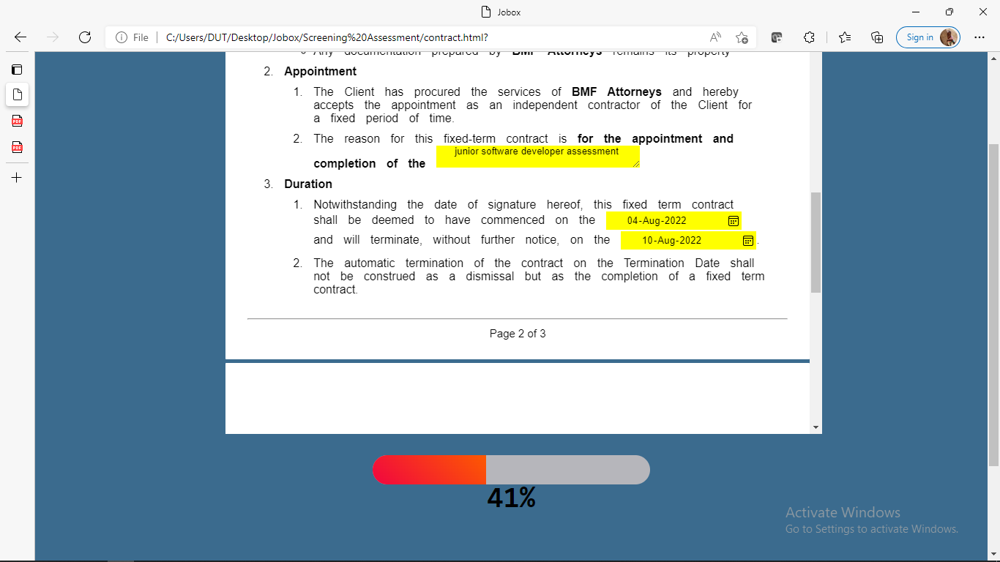 Jobox
File
C:/Users/DUT/Desktop/Jobox/Screening%20Assessment/contract.html?
Sign in
Any documentation prepared by BMF Attorneys remains its property
2. Appointment
1. The Client has procured the services of BMF Attorneys and hereby
accepts the appointment as an independent contractor of the Client for
a fixed period of time.
2. The reason for this fixed-term contract is for the appointment and
completion of the junior software developer assessment
3. Duration
1. Notwithstanding the date of signature hereof, this fixed term contract
shall be deemed to have commenced on the 04-Aug-2022
and will terminate, without further notice, on the 10-Aug-2022 .
2. The automatic termination of the contract on the Termination Date shall
not be construed as a dismissal but as the completion of a fixed term
contract.
Page 2 of 3
41%
Activate Windows
Go to Settings to activate Windows.